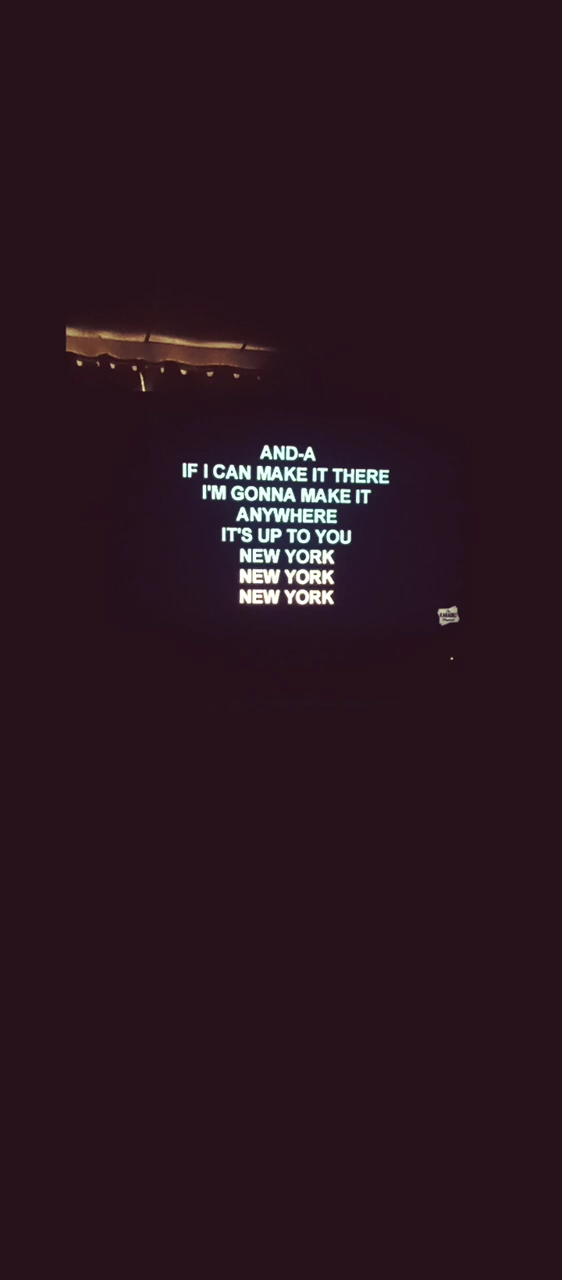 AND-A
IF I CAN MAKE IT THERE
I'M GONNA MAKE IT
ANYWHERE
IT'S UP TO YOU
NEW YORK
NEW YORK
NEW YORK
KARAOKE